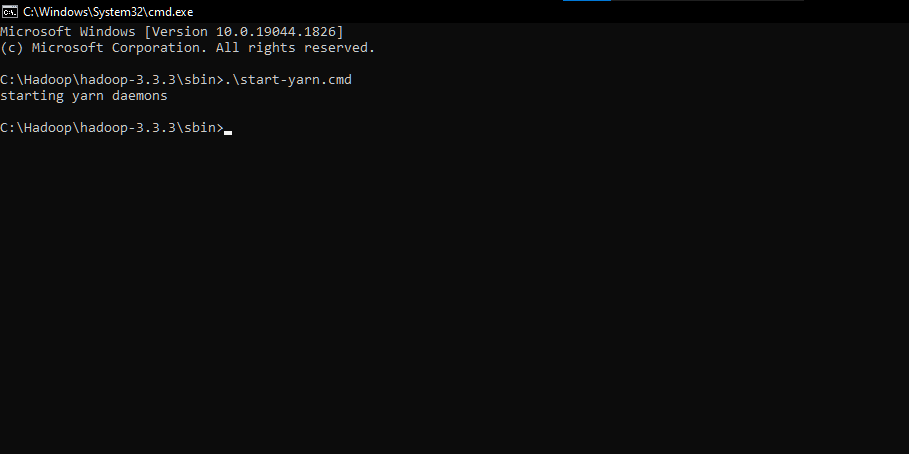 C:\Windows\System32\cmd.exe
Microsoft Windows [Version 10.0.19044.1826]
(c) Microsoft Corporation. All rights reserved.
C:\Hadoop\hadoop-3.3.3\sbin>.\start-yarn.cmd
starting yarn daemons
C:\Hadoop\hadoop-3.3.3\sbin>